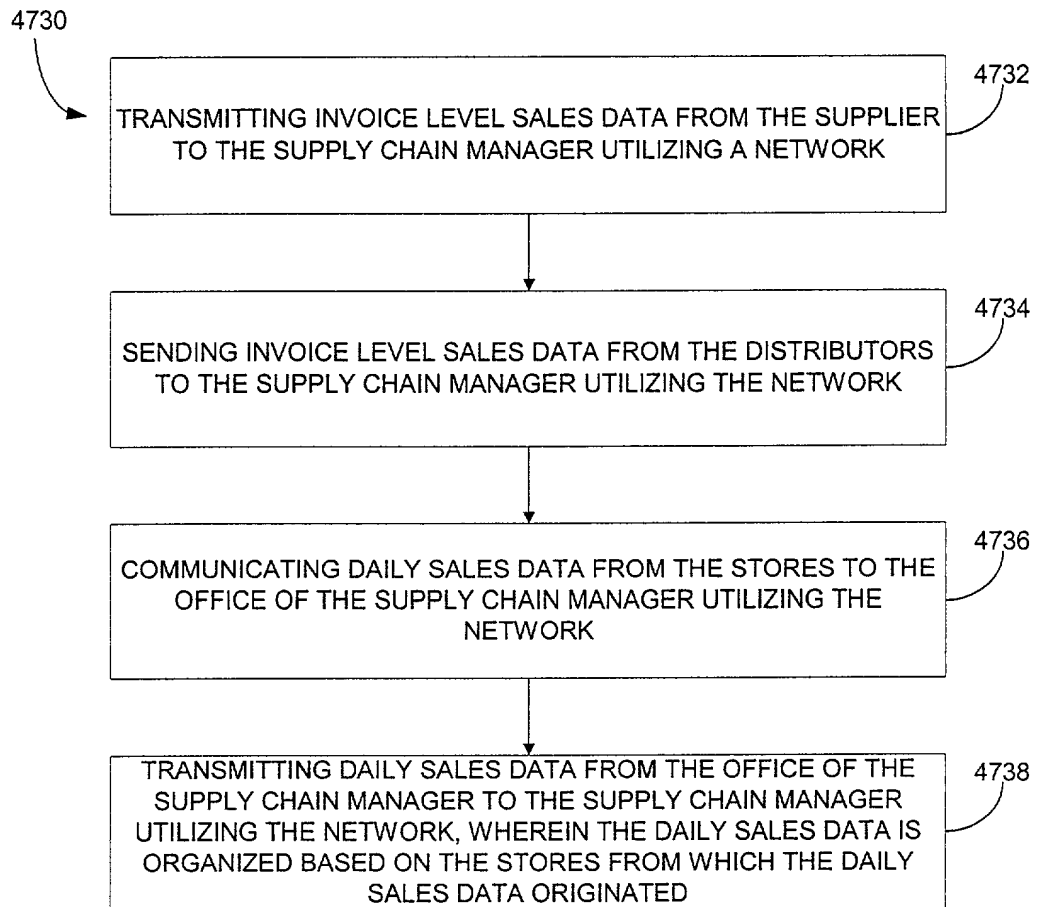 4730
4732
TRANSMITTING INVOICE LEVEL SALES DATA FROM THE SUPPLIER
TO THE SUPPLY CHAIN MANAGER UTILIZING A NETWORK
4734
SENDING INVOICE LEVEL SALES DATA FROM THE DISTRIBUTORS
TO THE SUPPLY CHAIN MANAGER UTILIZING THE NETWORK
4736
COMMUNICATING DAILY SALES DATA FROM THE STORES TO THE
OFFICE OF THE SUPPLY CHAIN MANAGER UTILIZING THE
NETWORK
4738
TRANSMITTING DAILY SALES DATA FROM THE OFFICE OF THE
SUPPLY CHAIN MANAGER TO THE SUPPLY CHAIN MANAGER
UTILIZING THE NETWORK, WHEREIN THE DAILY SALES DATA IS
ORGANIZED BASED ON THE STORES FROM WHICH THE DAILY
SALES DATA ORIGINATED